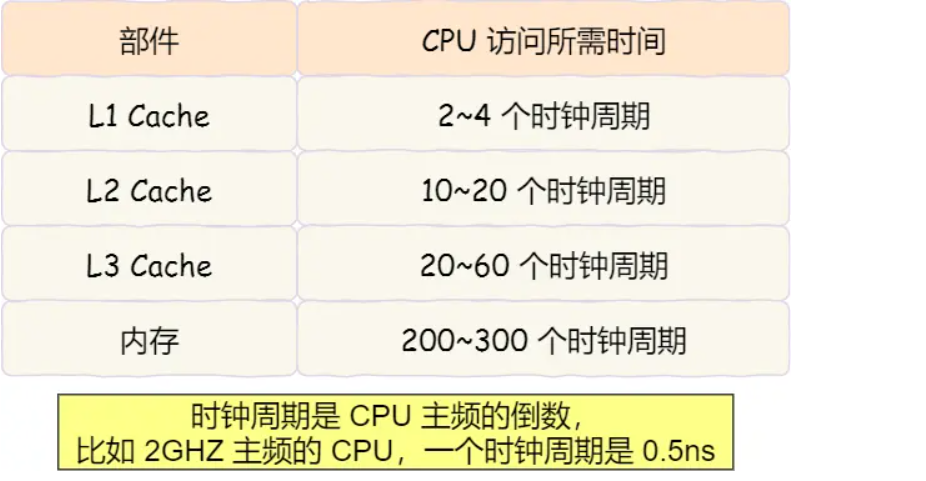 部件 CPU 访问所需时间
L1 Cache 2~4 个时钟周期
L2 Cache 10~20 个时钟周期
L3 Cache 20~60 个时钟周期
内存 200~300 个时钟周期
时钟周期是 CPU 主频的倒数，
比如 2GHZ 主频的 CPU，一个时钟周期是 0.5ns